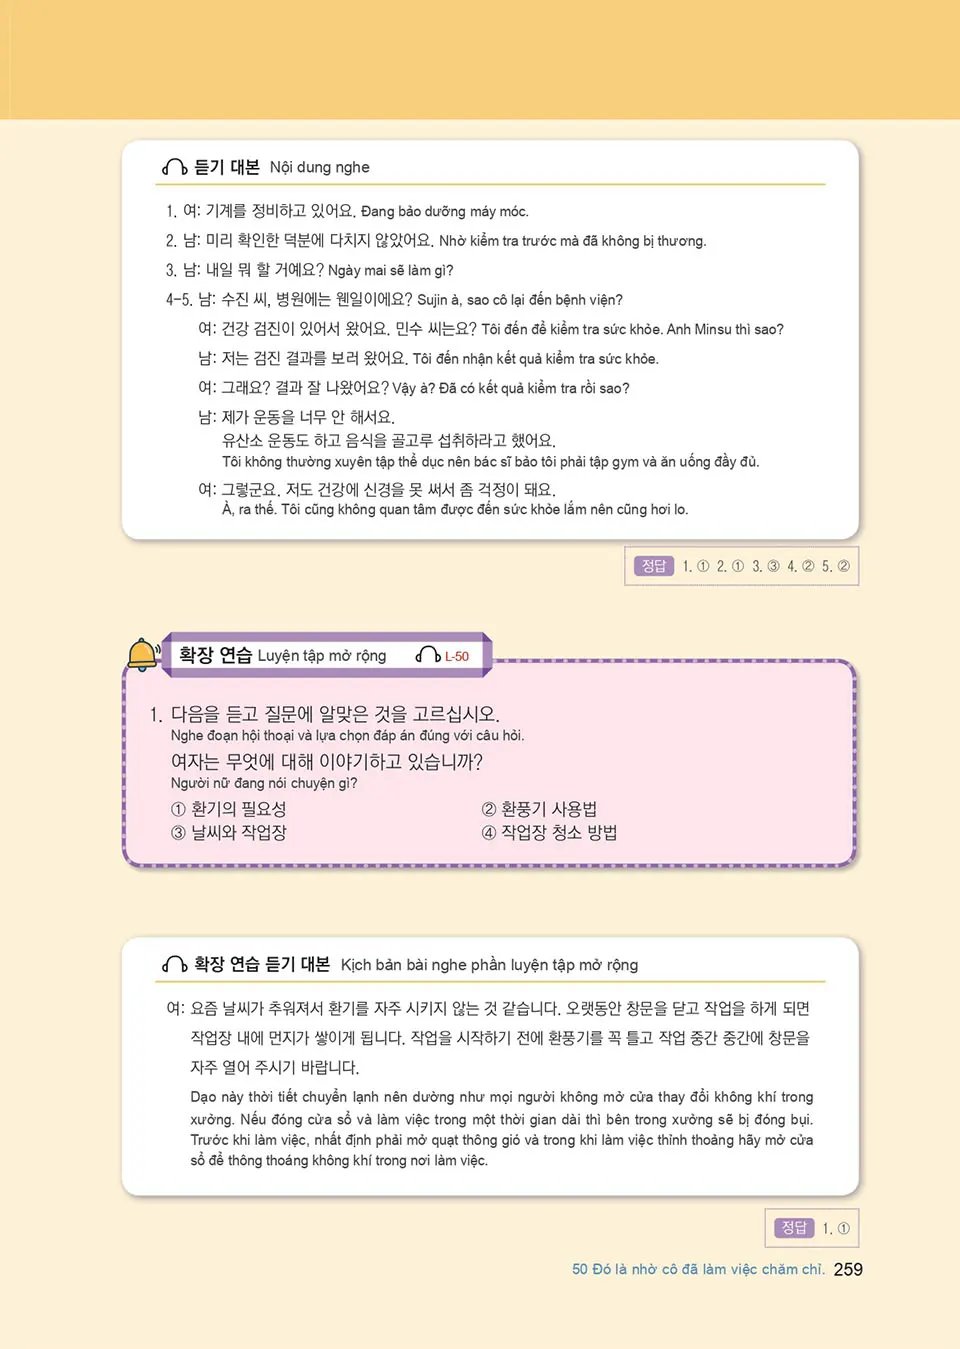 듣기 대본 Nội dung nghe
1. 여: 기계를 정비하고 있어요. Đang bảo dưỡng máy móc.
2. 남: 미리 확인한 덕분에 다치지 않았어요. Nhờ kiểm tra trước mà đã không bị thương.
3. 남: 내일 뭐 할 거예요? Ngày mai sẽ làm gì?
4-5. 남: 수진 씨, 병원에는 웬일이에요? Sujin à, sao cô lại đến bệnh viện?
여: 건강 검진이 있어서 왔어요. 민수 씨는요? Tôi đến để kiểm tra sức khỏe. Anh Minsu thì sao?
남: 저는 검진 결과를 보러 왔어요. Tôi đến nhận kết quả kiểm tra sức khỏe.
여: 그래요? 결과 잘 나왔어요? Vậy à? Đã có kết quả kiểm tra rồi sao?
남: 제가 운동을 너무 안 해서요.
유산소 운동도 하고 음식을 골고루 섭취하라고 했어요.
Tôi không thường xuyên tập thể dục nên bác sĩ bảo tôi phải tập gym và ăn uống đầy đủ.
여: 그렇군요. 저도 건강에 신경을 못 써서 좀 걱정이 돼요.
À, ra thế. Tôi cũng không quan tâm được đến sức khỏe lắm nên cũng hơi lo.
정답 1. ① 2. ① 3. ③ 4. ② 5. ②
확장 연습 Luyện tập mở rộng L-50
1. 다음을 듣고 질문에 알맞은 것을 고르십시오.
Nghe đoạn hội thoại và lựa chọn đáp án đúng với câu hỏi.
여자는 무엇에 대해 이야기하고 있습니까?
Người nữ đang nói chuyện gì?
① 환기의 필요성 ② 환풍기 사용법
③ 날씨와 작업장 ④ 작업장 청소 방법
확장 연습 듣기 대본 Kịch bản bài nghe phần luyện tập mở rộng
여: 요즘 날씨가 추워져서 환기를 자주 시키지 않는 것 같습니다. 오랫동안 창문을 닫고 작업을 하게 되면
작업장 내에 먼지가 쌓이게 됩니다. 작업을 시작하기 전에 환풍기를 꼭 틀고 작업 중간 중간에 창문을
자주 열어 주시기 바랍니다.
Dạo này thời tiết chuyển lạnh nên dường như mọi người không mở cửa thay đổi không khí trong
xưởng. Nếu đóng cửa sổ và làm việc trong một thời gian dài thì bên trong xưởng sẽ bị đóng bụi.
Trước khi làm việc, nhất định phải mở quạt thông gió và trong khi làm việc thỉnh thoảng hãy mở cửa
sổ để thông thoáng không khí trong nơi làm việc.
정답 1. ①
50 Đó là nhờ cô đã làm việc chăm chỉ. 259